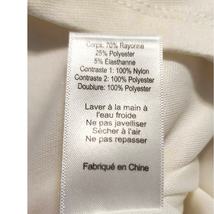 Corps: 70% Rayonne
25% Polyester
5% Élasthanne
Contraste 1: 100% Nylon
Contraste 2: 100% Polyester
Doublure: 100% Polyester
Laver à la main à
l'eau froide
Ne pas javelliser
Sécher à l'air
Ne pas repasser
Fabriqué en Chine